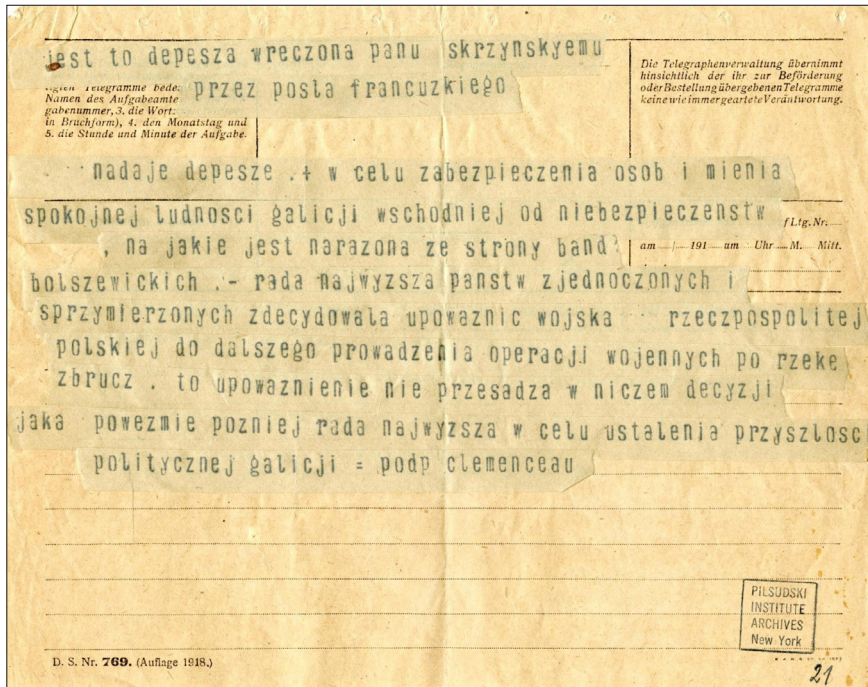 jest to depesza wreczona panu skrzynskyemu
przez posla francuzkiego
Telegramme bede:
Namen des Aufgabeamte
gabenummer, 3. die Wort:
in Bruchform), 4. den Monatstag und
5. die Stunde und Minute der Aufgabe.
Die Telegraphenverwaltung übernimmt
hinsichtlich der ihr zur Beförderung
oder Bestellung übergebenen Telegramme
keine wie immer geartete Verantwortung.
nadaje depesze .+ w celu zabezpieczenia osob i mienia
spokojnej ludnosci galicji wschodniej od niebezpieczenstw
, na jakie jest narazona ze strony band
bolszewickich .- rada najwyzsza panstw zjednoczonych i
sprzymierzonych zdecydowala upowaznic wojska rzeczpospolitej
polskiej do dalszego prowadzenia operacji wojennych po rzeke
zbrucz . to upowaznienie nie przesadza w niczem decyzji
jaka powezmie pozniej rada najwyzsza w celu ustalenia przyszlosc
politycznej galicji = podp clemenceau
Ltg. Nr.
am / 191 um Uhr M. Mitt.
PILSUDSKI
INSTITUTE
ARCHIVES
New York
D. S. Nr. 769. (Auflage 1918.)
21